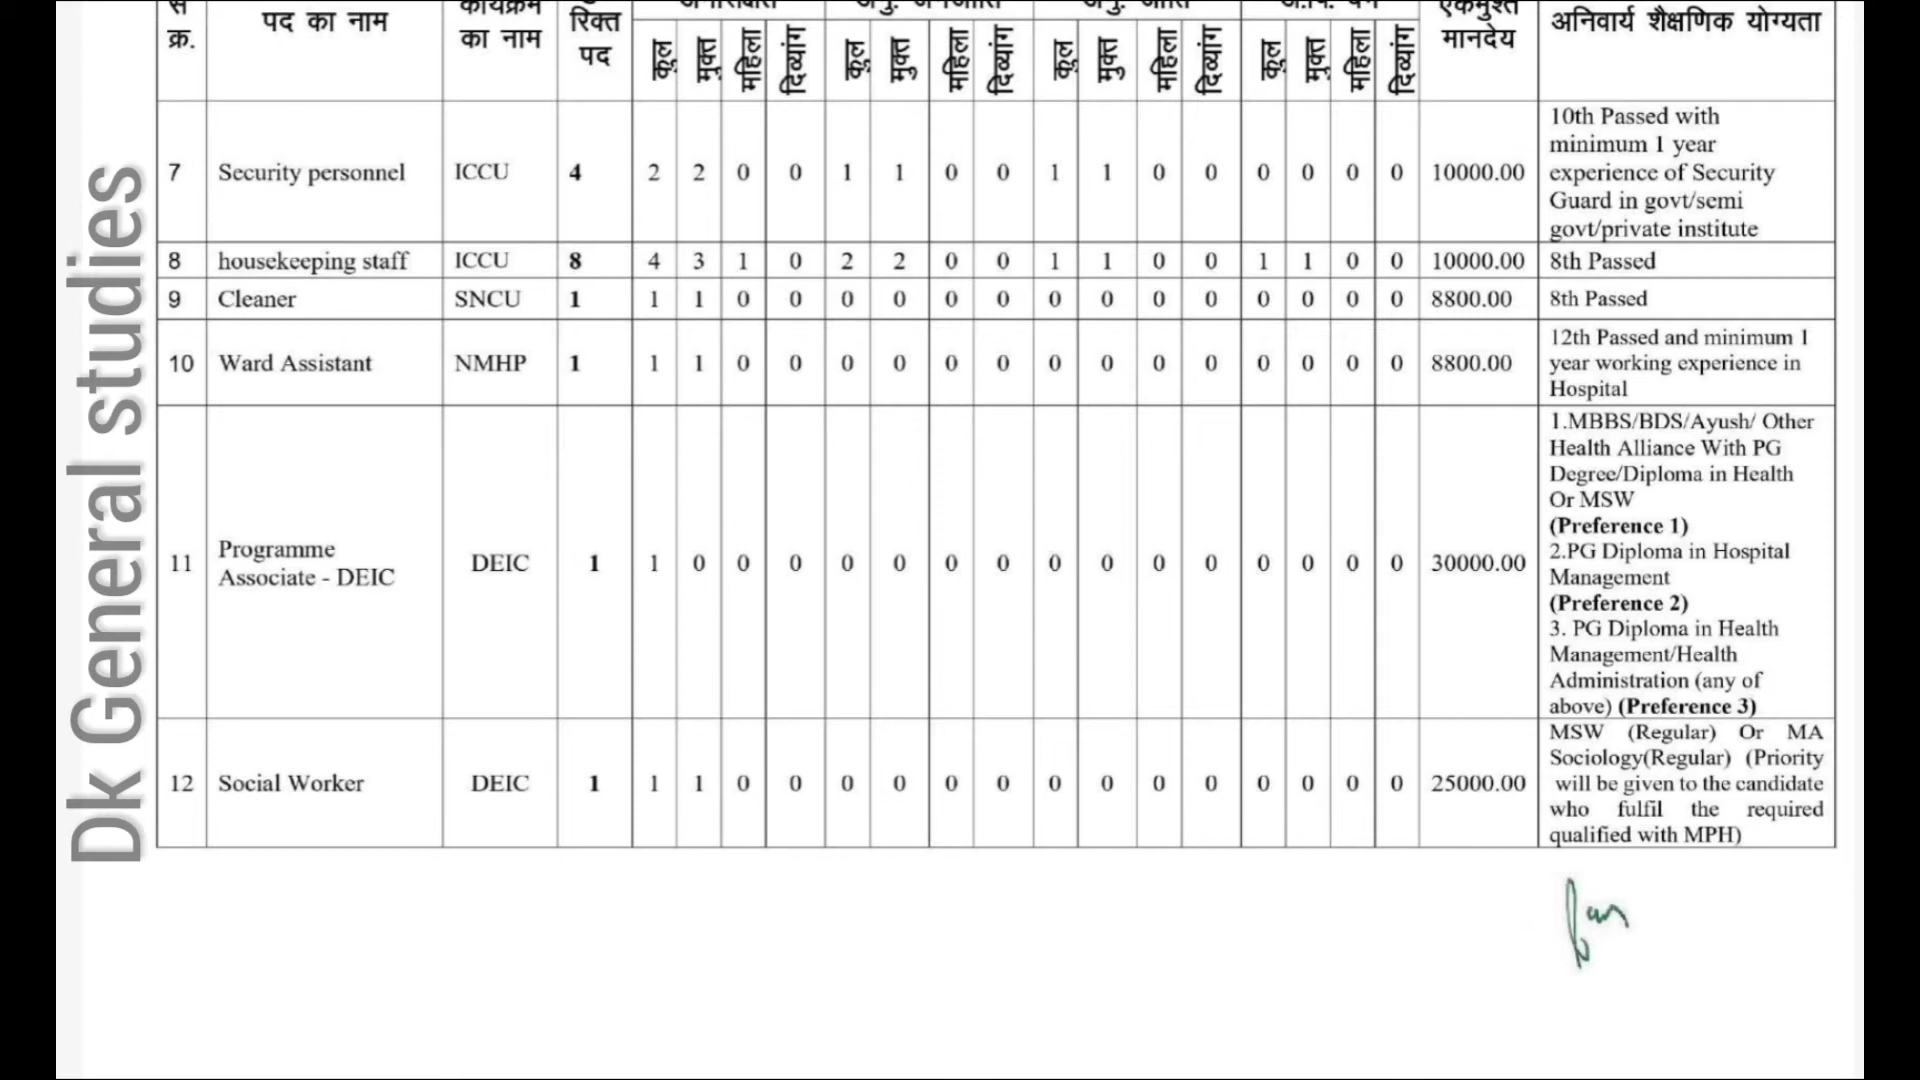 स
क्र.
पद का नाम
कार्यक्रम
का नाम
रिक्त
पद
एकमुश्त
मानदेय
अनिवार्य शैक्षणिक योग्यता
कूल मुक्त महिला दिव्यांग कूल मुक्त महिला दिव्यांग कूल मुक्त महिला दिव्यांग कूल मुक्त महिला दिव्यांग
7 Security personnel ICCU 4 2 2 0 0 1 1 0 0 1 1 0 0 0 0 0 0 10000.00
10th Passed with
minimum 1 year
experience of Security
Guard in govt/semi
govt/private institute
8 housekeeping staff ICCU 8 4 3 1 0 2 2 0 0 1 1 0 0 1 1 0 0 10000.00 8th Passed
9 Cleaner SNCU 1 1 1 0 0 0 0 0 0 0 0 0 0 0 0 0 0 8800.00 8th Passed
10 Ward Assistant NMHP 1 1 1 0 0 0 0 0 0 0 0 0 0 0 0 0 0 8800.00
12th Passed and minimum 1
year working experience in
Hospital
11 Programme
Associate - DEIC
DEIC 1 1 0 0 0 0 0 0 0 0 0 0 0 0 0 0 0 30000.00
1.MBBS/BDS/Ayush/ Other
Health Alliance With PG
Degree/Diploma in Health
Or MSW
(Preference 1)
2.PG Diploma in Hospital
Management
(Preference 2)
3. PG Diploma in Health
Management/Health
Administration (any of
above) (Preference 3)
12 Social Worker DEIC 1 1 1 0 0 0 0 0 0 0 0 0 0 0 0 0 0 25000.00
MSW (Regular) Or MA
Sociology(Regular) (Priority
will be given to the candidate
who fulfil the required
qualified with MPH)
Dk General studies